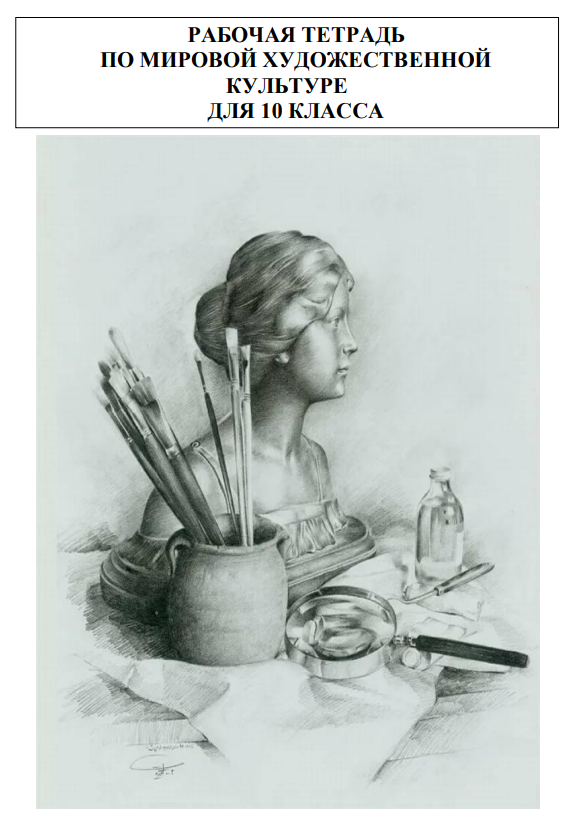 РАБОЧАЯ ТЕТРАДЬ
ПО МИРОВОЙ ХУДОЖЕСТВЕННОЙ
КУЛЬТУРЕ
ДЛЯ 10 КЛАССА